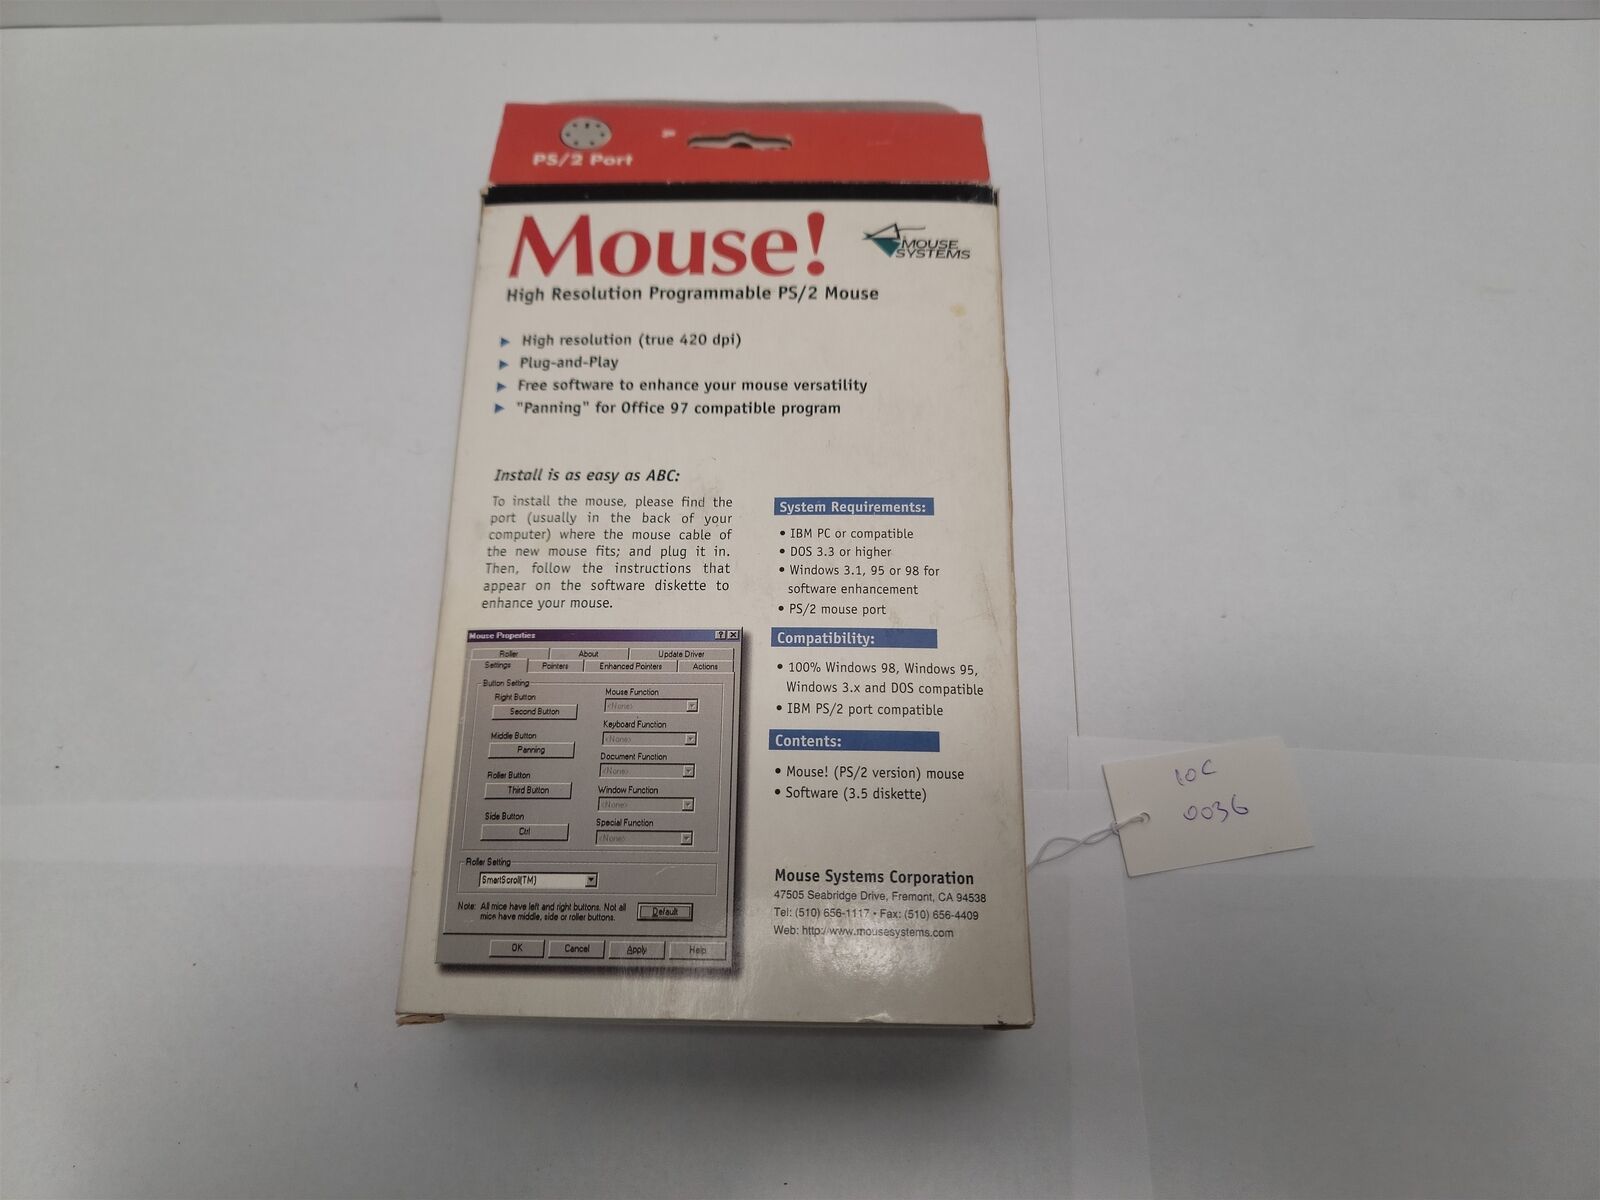 PS/2 Port
Mouse!
MOUSE
SYSTEMS
High Resolution Programmable PS/2 Mouse
High resolution (true 420 dpi)
Plug-and-Play
Free software to enhance your mouse versatility
"Panning" for Office 97 compatible program
Install is as easy as ABC:
To install the mouse, please find the
port (usually in the back of your
computer) where the mouse cable of
the new mouse fits; and plug it in.
Then, follow the instructions that
appear on the software diskette to
enhance your mouse.
Mouse Properties
Roller About Update Driver
Settings Pointers Enhanced Pointers Actions
Button Setting
Right Button
Second Button
Middle Button
Panning
Roller Button
Third Button
Side Button
Ctrl
Mouse Function
<None>
Keyboard Function
<None>
Document Function
<None>
Window Function
<None>
Special Function
<None>
Roller Setting
SmartScroll(TM)
Note: All mice have left and right buttons. Not all
mice have middle, side or roller buttons.
Default
OK Cancel Apply Help
System Requirements:
• IBM PC or compatible
• DOS 3.3 or higher
• Windows 3.1, 95 or 98 for
software enhancement
• PS/2 mouse port
Compatibility:
• 100% Windows 98, Windows 95,
Windows 3.x and DOS compatible
• IBM PS/2 port compatible
Contents:
• Mouse! (PS/2 version) mouse
• Software (3.5 diskette)
Mouse Systems Corporation
47505 Seabridge Drive, Fremont, CA 94538
Tel: (510) 656-1117 • Fax: (510) 656-4409
Web: http://www.mousesystems.com
10C
0036